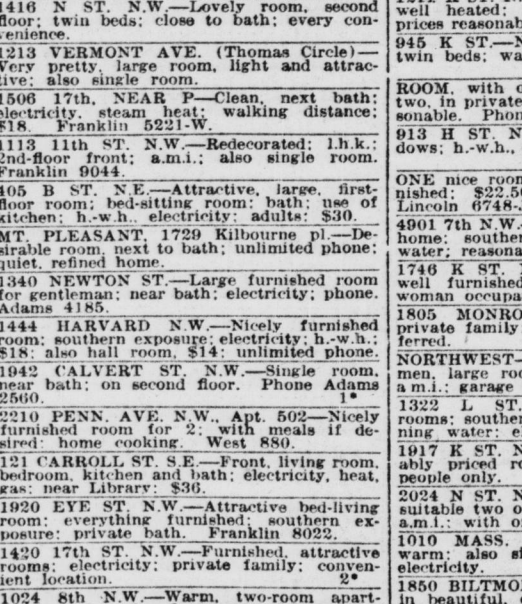 1416 N ST. N.W.—Lovely room, second
floor; twin beds; close to bath; every con-
venience.
1213 VERMONT AVE. (Thomas Circle)—
Very pretty, large room, light and attrac-
tive; also single room.
1506 17th, NEAR P—Clean, next bath;
electricity, steam heat; walking distance;
$18. Franklin 5221-W.
1113 11th ST. N.W.—Redecorated; l.h.k.;
2nd-floor front; a.m.i.; also single room.
Franklin 9044.
405 B ST. N.E.—Attractive, large, first-
floor room; bed-sitting room; bath; use of
kitchen; h.-w.h., electricity; adults; $30.
MT. PLEASANT, 1729 Kilbourne pl.—De-
sirable room, next to bath; unlimited phone;
quiet, refined home.
1340 NEWTON ST.—Large furnished room
for gentleman; near bath; electricity; phone.
Adams 4185.
1444 HARVARD N.W.—Nicely furnished
room; southern exposure; electricity; h.-w.h.;
$18; also hall room, $14; unlimited phone.
1942 CALVERT ST. N.W.—Single room,
near bath; on second floor. Phone Adams
2560. 1*
2210 PENN. AVE. N.W., Apt. 502—Nicely
furnished room for 2; with meals if de-
sired; home cooking. West 880.
121 CARROLL ST. S.E.—Front, living room,
bedroom, kitchen and bath; electricity, heat,
gas; near Library; $36.
1920 EYE ST. N.W.—Attractive bed-living
room; everything furnished; southern ex-
posure; private bath. Franklin 8022.
1420 17th ST. N.W.—Furnished, attractive
rooms; electricity; private family; conven-
ient location. 2*
1024 8th N.W.—Warm, two-room apart-
well heated;
prices reasonab
945 K ST.—N
twin beds; wa
ROOM, with
two, in private
sonable. Phon
913 H ST. N
dows; h.-w.h.,
ONE nice room
nished; $22.5
Lincoln 6748-
4901 7th N.W.
home; souther
water; reasona
1746 K ST.
well furnished
woman occupa
1805 MONRO
private family
ferred.
NORTHWEST—
men, large roo
a.m.i.; garage
1322 L ST.
rooms; souther
ning water; e
1917 K ST. N
ably priced ro
people only.
2024 N ST. N
suitable two o
a.m.i.; with o
1010 MASS.
warm; also si
electricity.
1850 BILTMO
in beautiful,